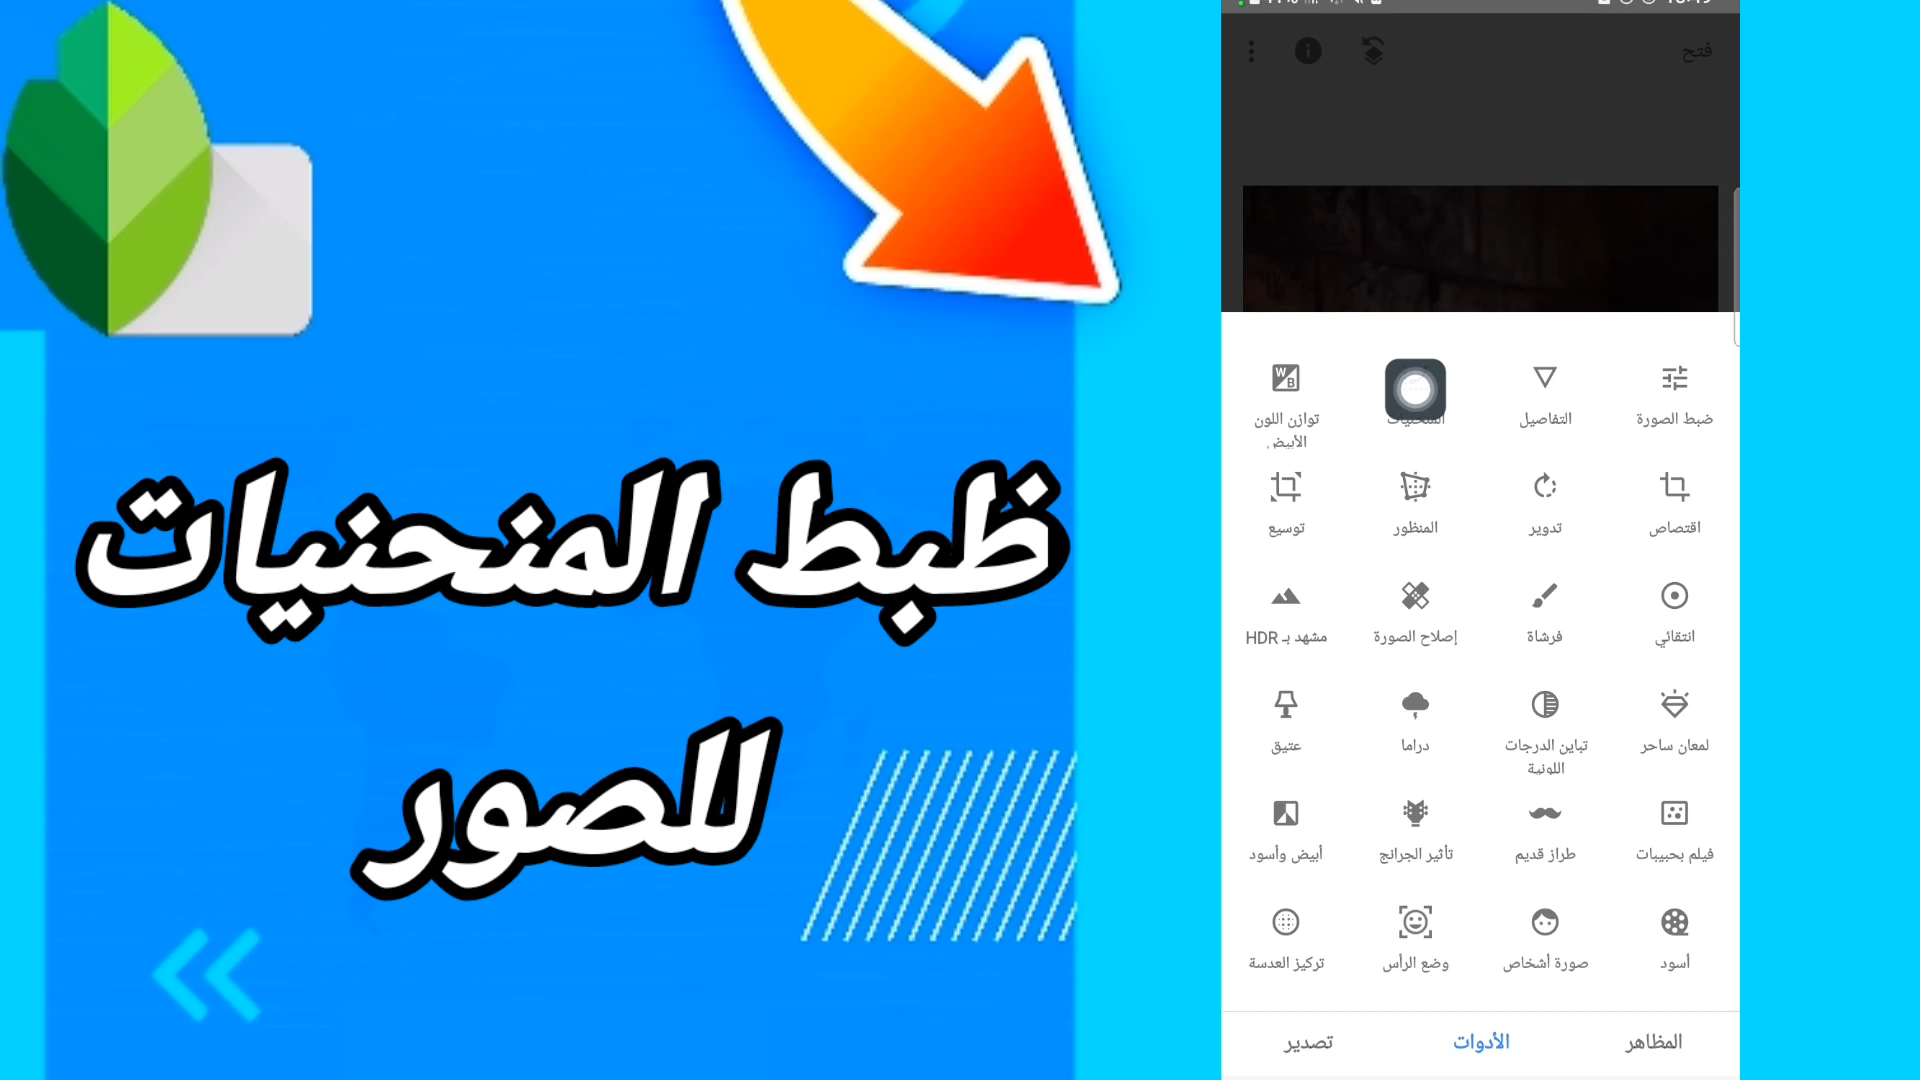 ظبط المنحنيات
للصور
فتح
ضبط الصورة
التفاصيل
المنحنيات
توازن اللون
الأبيض
اقتصاص
تدوير
المنظور
توسيع
انتقائي
فرشاة
إصلاح الصورة
مشهد بـ HDR
لمعان ساحر
تباين الدرجات
اللونية
دراما
عتيق
فيلم بحبيبات
طراز قديم
تأثير الجرانج
أبيض وأسود
أسود
صورة أشخاص
وضع الرأس
تركيز العدسة
المظاهر
الأدوات
تصدير